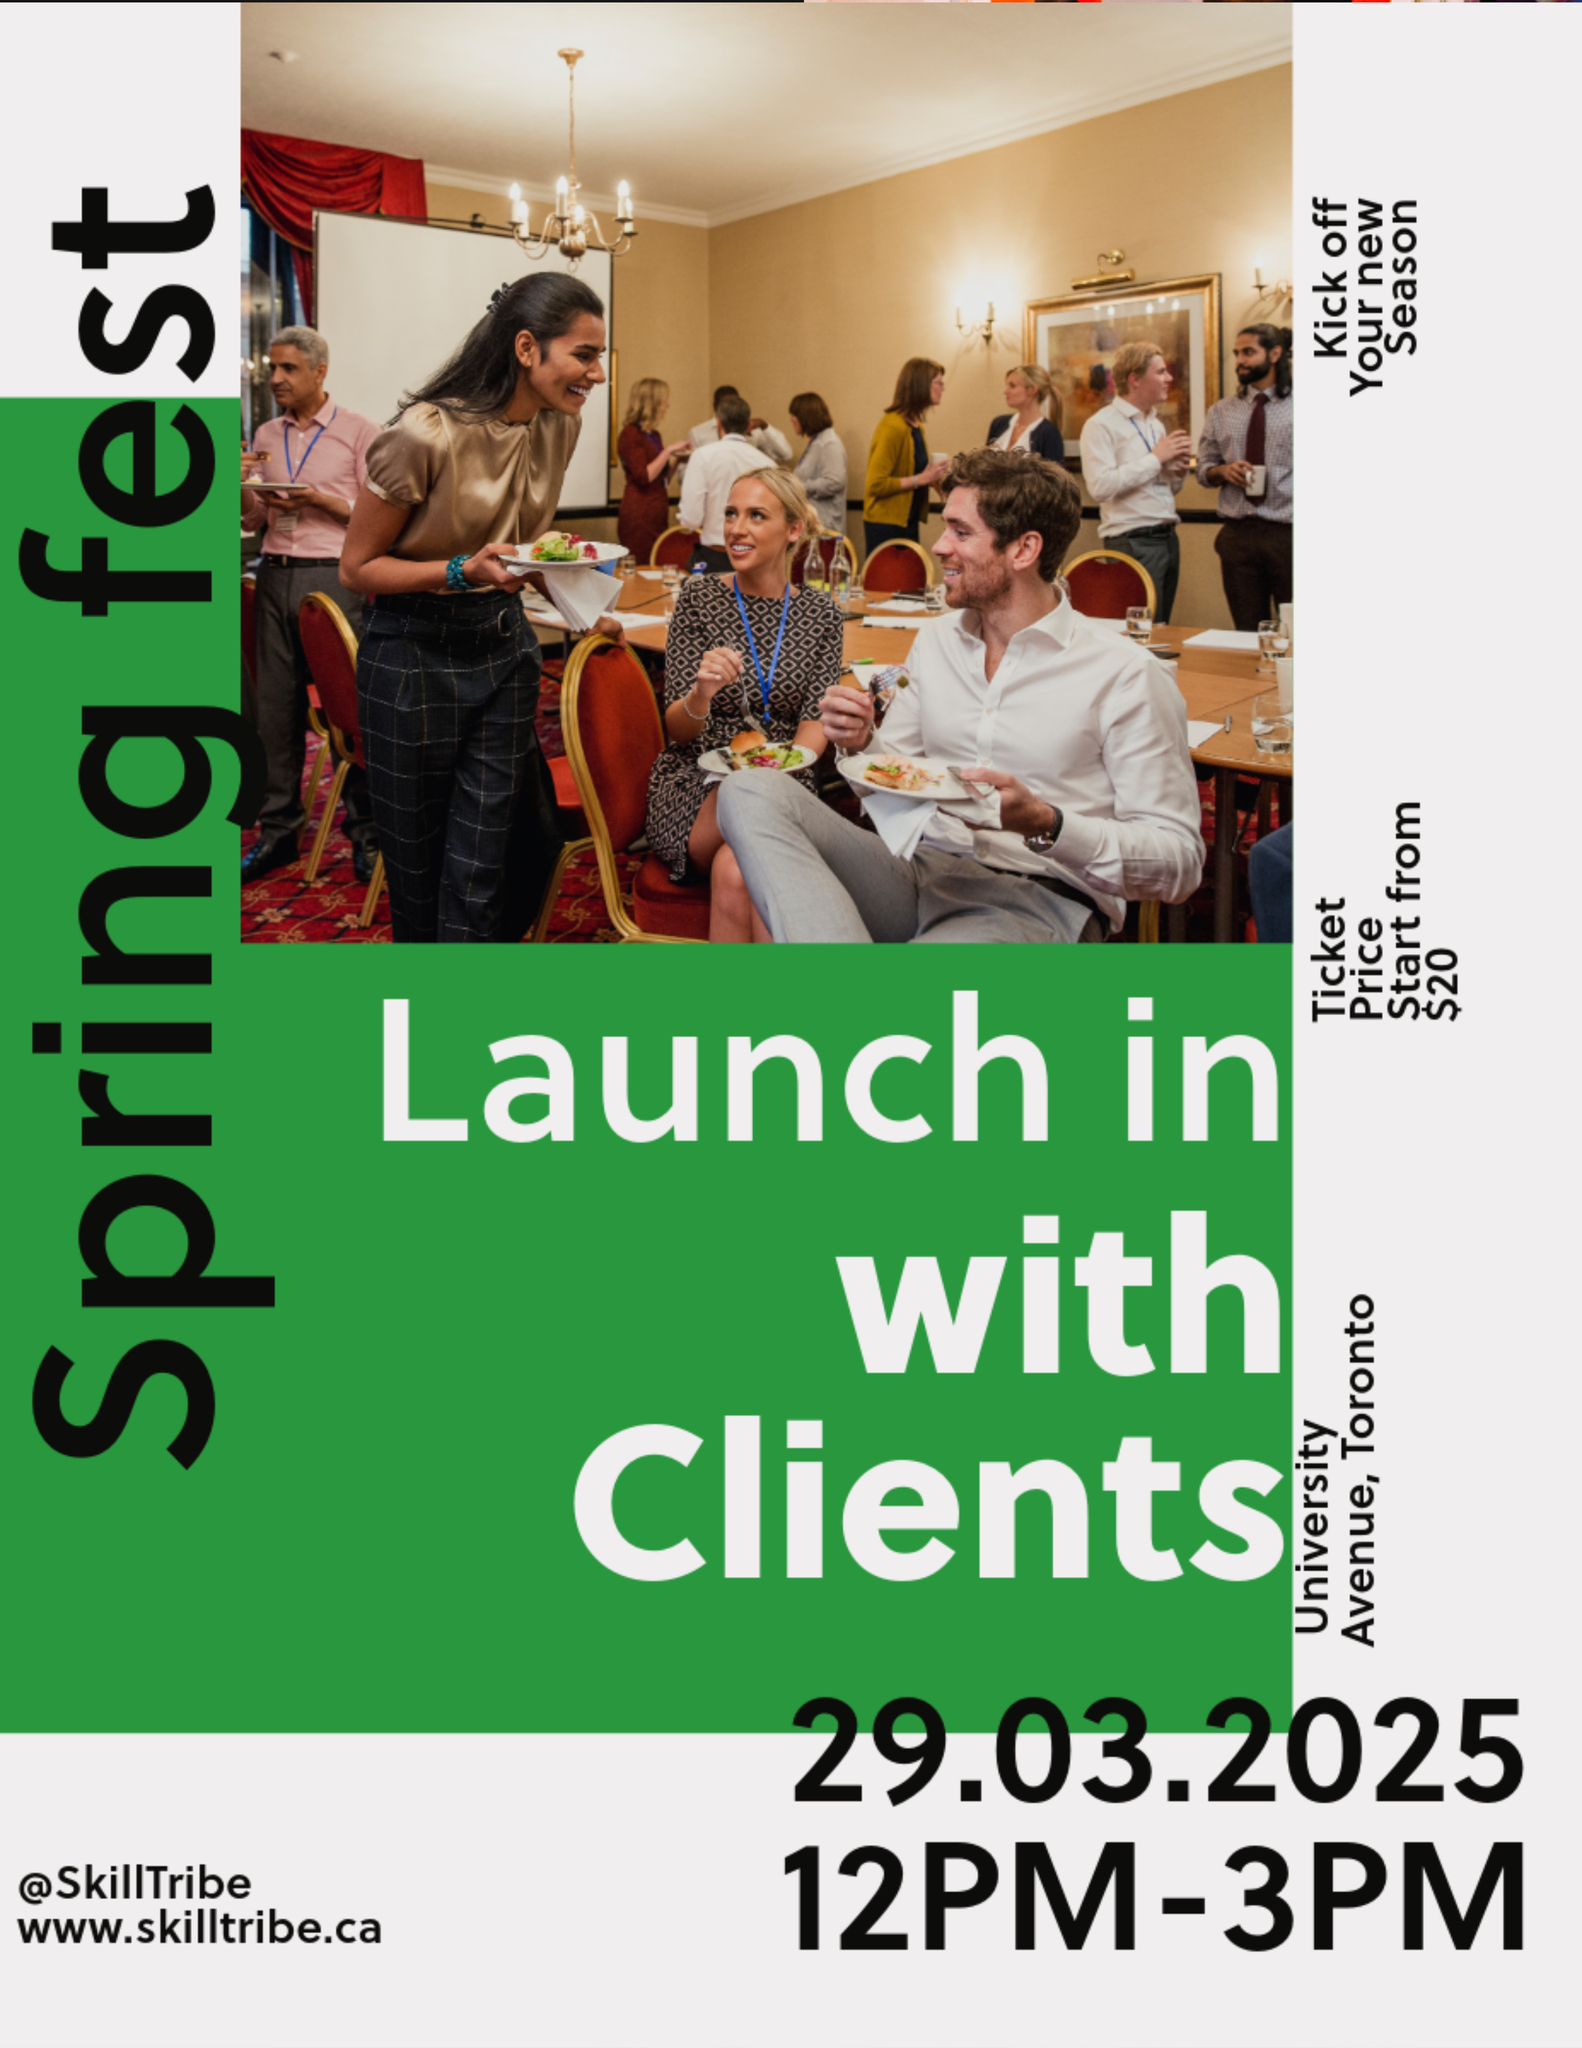 Spring fest
Kick off
Your new
Season
Ticket
Price
Start from
$20
Launch in
with
Clients
University
Avenue, Toronto
29.03.2025
12PM-3PM
@SkillTribe
www.skilltribe.ca